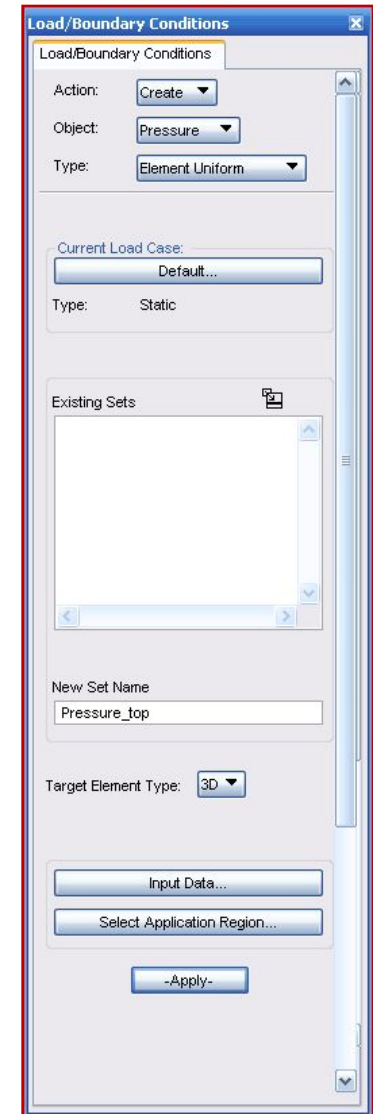 Load/Boundary Conditions
Load/Boundary Conditions
Action: Create
Object: Pressure
Type: Element Uniform
Current Load Case:
Default...
Type: Static
Existing Sets
New Set Name
Pressure_top
Target Element Type: 3D
Input Data...
Select Application Region...
-Apply-